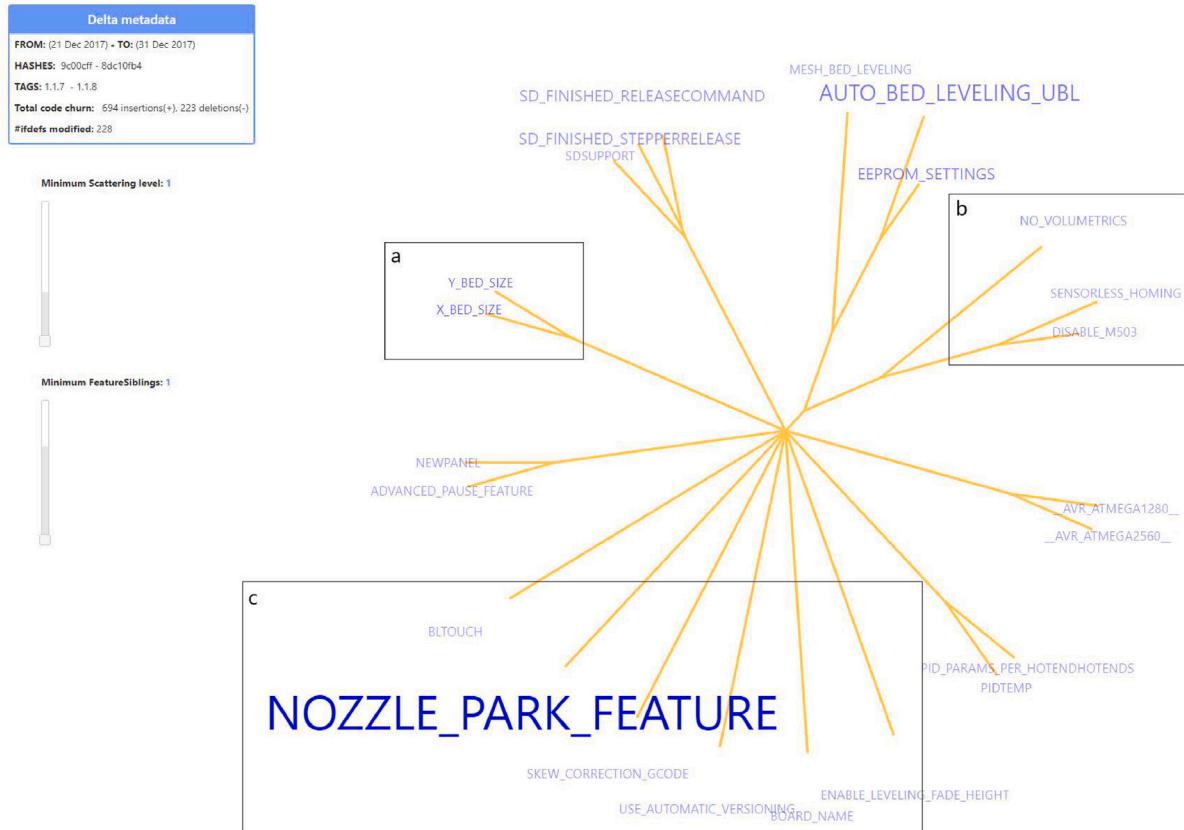 Delta metadata
FROM: (21 Dec 2017) - TO: (31 Dec 2017)
HASHES: 9c00cff - 8dc10fb4
TAGS: 1.1.7 - 1.1.8
Total code churn: 694 insertions(+), 223 deletions(-)
#ifdefs modified: 228
Minimum Scattering level: 1
Minimum FeatureSiblings: 1
MESH_BED_LEVELING
AUTO_BED_LEVELING_UBL
SD_FINISHED_RELEASECOMMAND
SD_FINISHED_STEPPERRELEASE
SDSUPPORT
EEPROM_SETTINGS
a
Y_BED_SIZE
X_BED_SIZE
b
NO_VOLUMETRICS
SENSORLESS_HOMING
DISABLE_M503
NEWPANEL
ADVANCED_PAUSE_FEATURE
__AVR_ATMEGA1280__
__AVR_ATMEGA2560__
c
BLTOUCH
NOZZLE_PARK_FEATURE
SKEW_CORRECTION_GCODE
USE_AUTOMATIC_VERSIONING
BOARD_NAME
ENABLE_LEVELING_FADE_HEIGHT
PID_PARAMS_PER_HOTENDHOTENDS
PIDTEMP